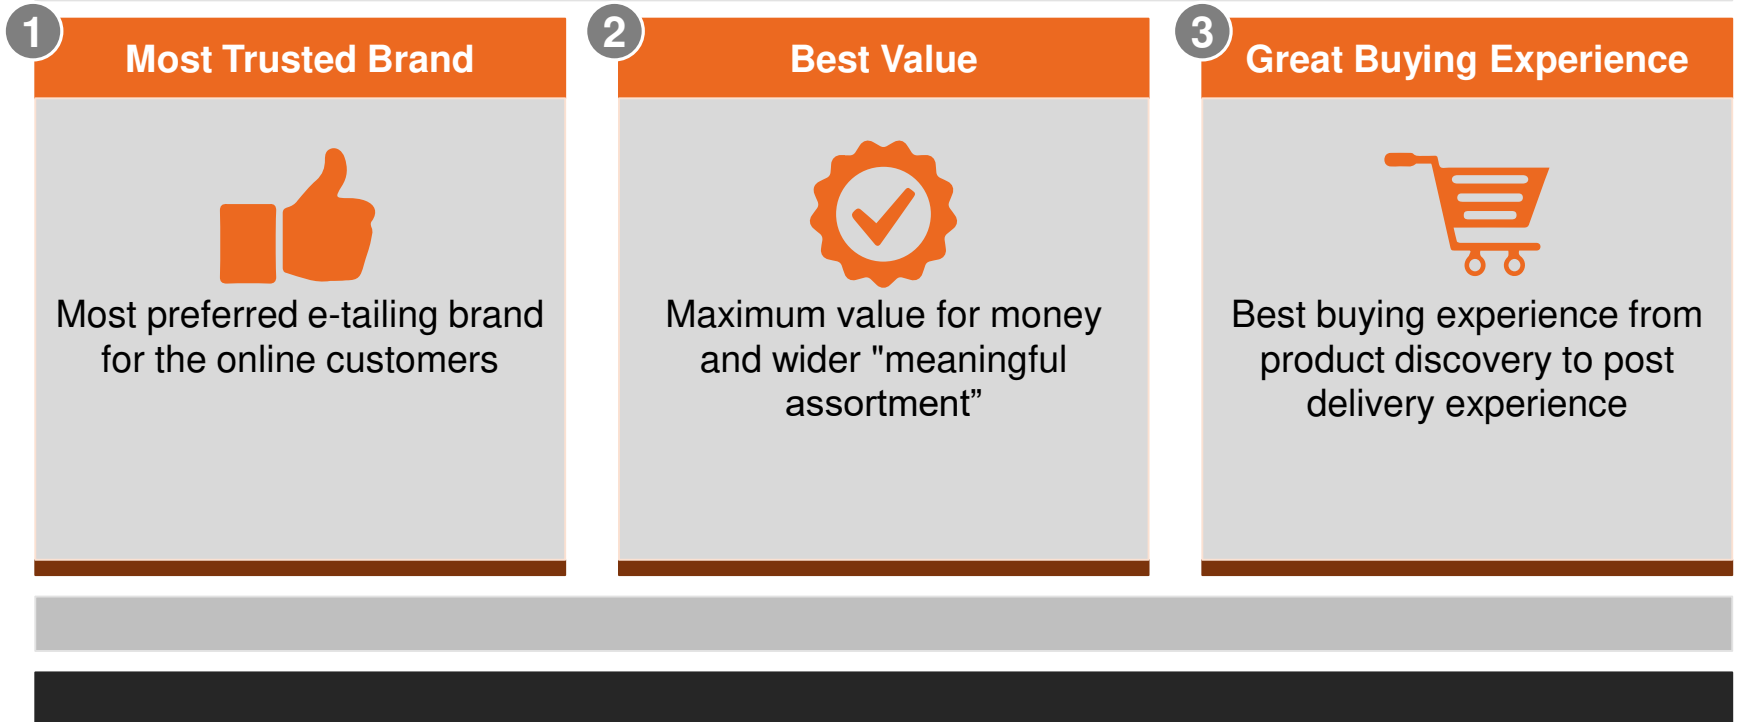 1
Most Trusted Brand
Most preferred e-tailing brand
for the online customers
2
Best Value
Maximum value for money
and wider "meaningful
assortment”
3
Great Buying Experience
Best buying experience from
product discovery to post
delivery experience